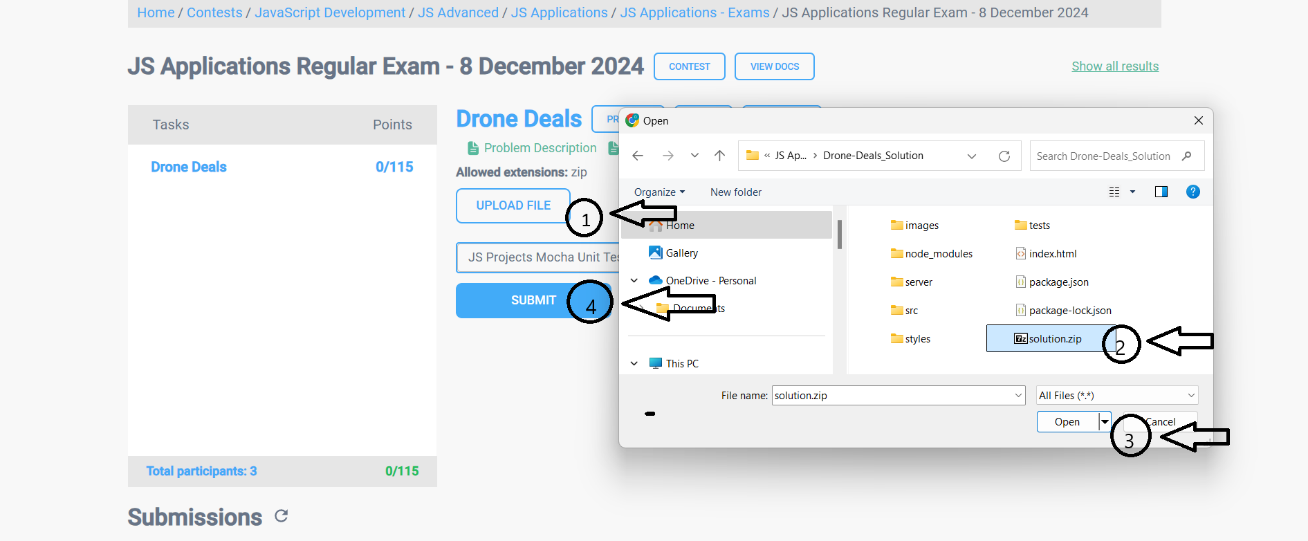 Home / Contests / JavaScript Development / JS Advanced / JS Applications / JS Applications - Exams / JS Applications Regular Exam - 8 December 2024
JS Applications Regular Exam - 8 December 2024
CONTEST
VIEW DOCS
Show all results
Tasks
Points
Drone Deals
0/115
Total participants: 3
0/115
Submissions
Drone Deals
Problem Description
Allowed extensions: zip
UPLOAD FILE
1
JS Projects Mocha Unit
SUBMIT
4
Open
« JS Ap... > Drone-Deals_Solution
Search Drone-Deals_Solution
Organize
New folder
Home
Gallery
OneDrive - Personal
Documents
This PC
images
node_modules
server
src
styles
tests
index.html
package.json
package-lock.json
solution.zip
2
File name:
solution.zip
All Files (*.*)
Open
Cancel
3